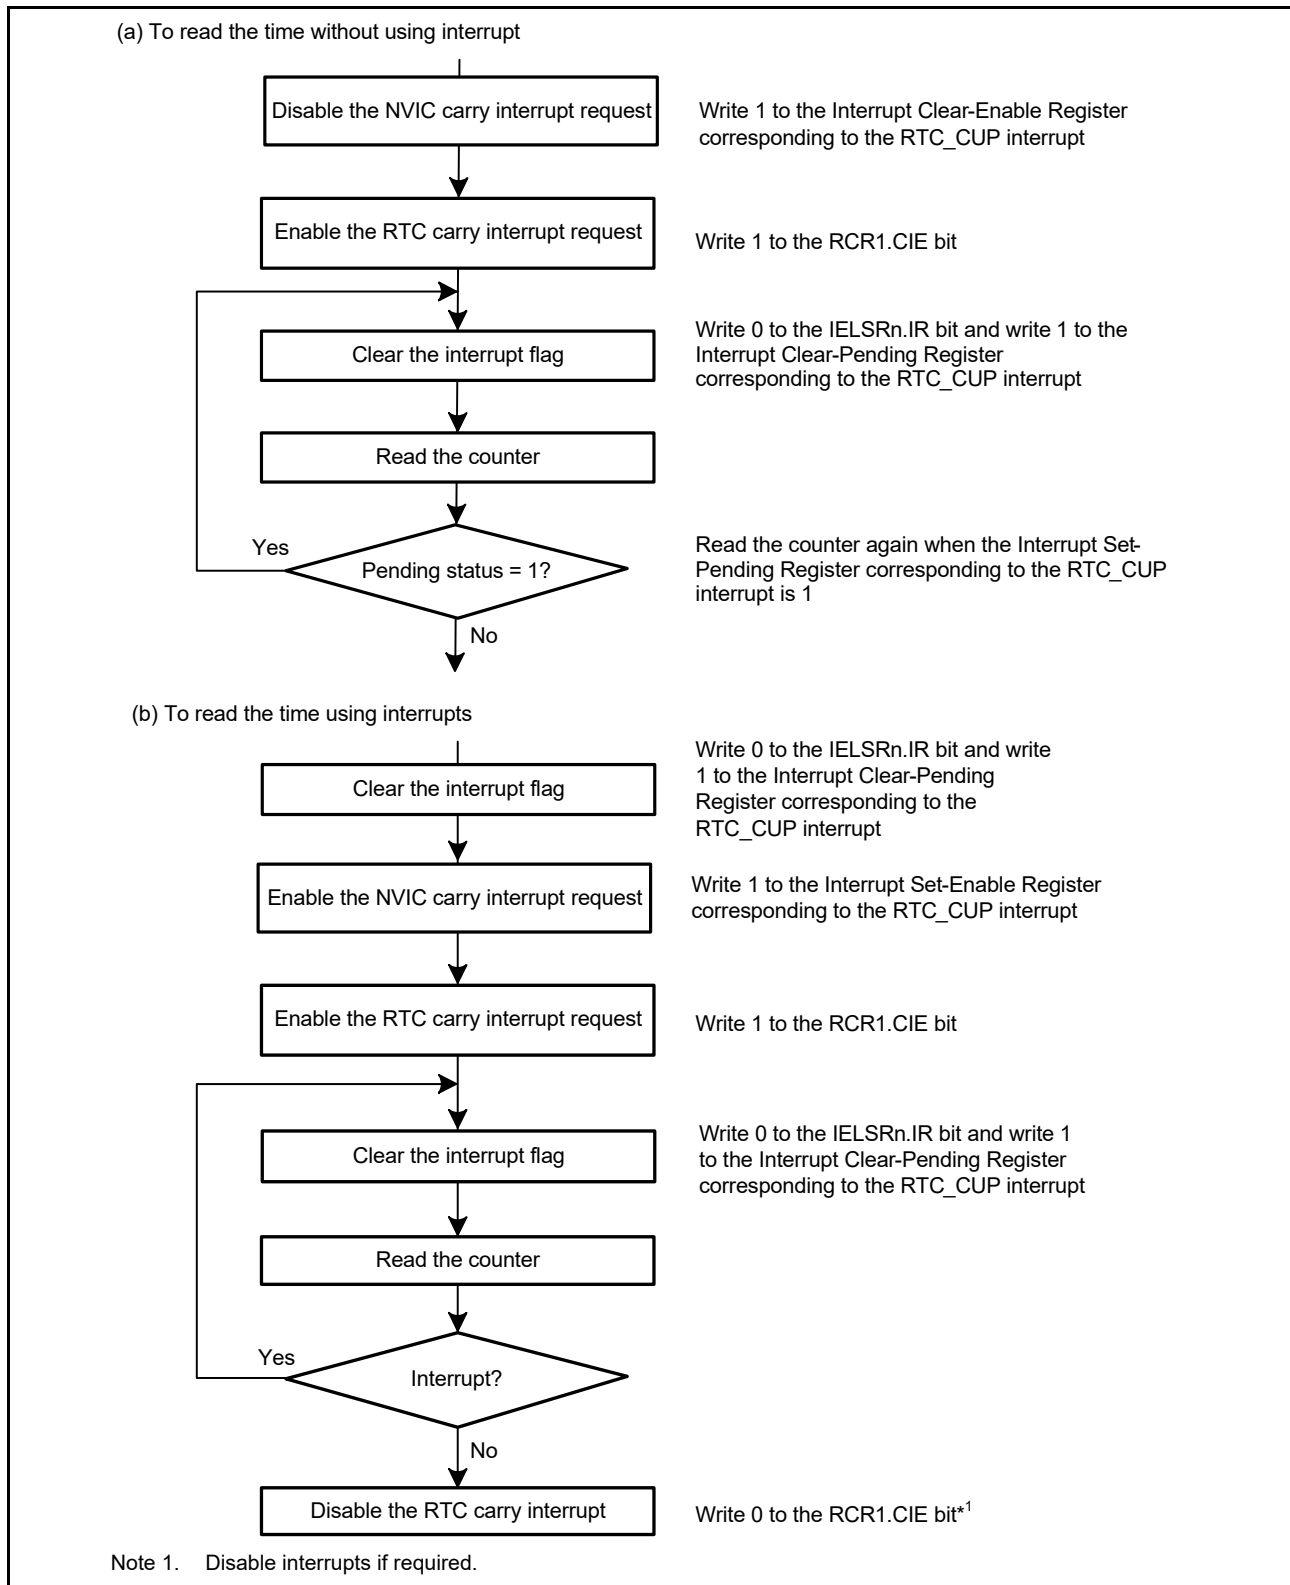 (a) To read the time without using interrupt
Disable the NVIC carry interrupt request
Write 1 to the Interrupt Clear-Enable Register
corresponding to the RTC_CUP interrupt
Enable the RTC carry interrupt request
Write 1 to the RCR1.CIE bit
Clear the interrupt flag
Write 0 to the IELSRn.IR bit and write 1 to the
Interrupt Clear-Pending Register
corresponding to the RTC_CUP interrupt
Read the counter
Yes
Pending status = 1?
Read the counter again when the Interrupt Set-
Pending Register corresponding to the RTC_CUP
interrupt is 1
No
(b) To read the time using interrupts
Clear the interrupt flag
Write 0 to the IELSRn.IR bit and write
1 to the Interrupt Clear-Pending
Register corresponding to the
RTC_CUP interrupt
Enable the NVIC carry interrupt request
Write 1 to the Interrupt Set-Enable Register
corresponding to the RTC_CUP interrupt
Enable the RTC carry interrupt request
Write 1 to the RCR1.CIE bit
Clear the interrupt flag
Write 0 to the IELSRn.IR bit and write 1
to the Interrupt Clear-Pending Register
corresponding to the RTC_CUP interrupt
Read the counter
Yes
Interrupt?
No
Disable the RTC carry interrupt
Write 0 to the RCR1.CIE bit*1
Note 1. Disable interrupts if required.